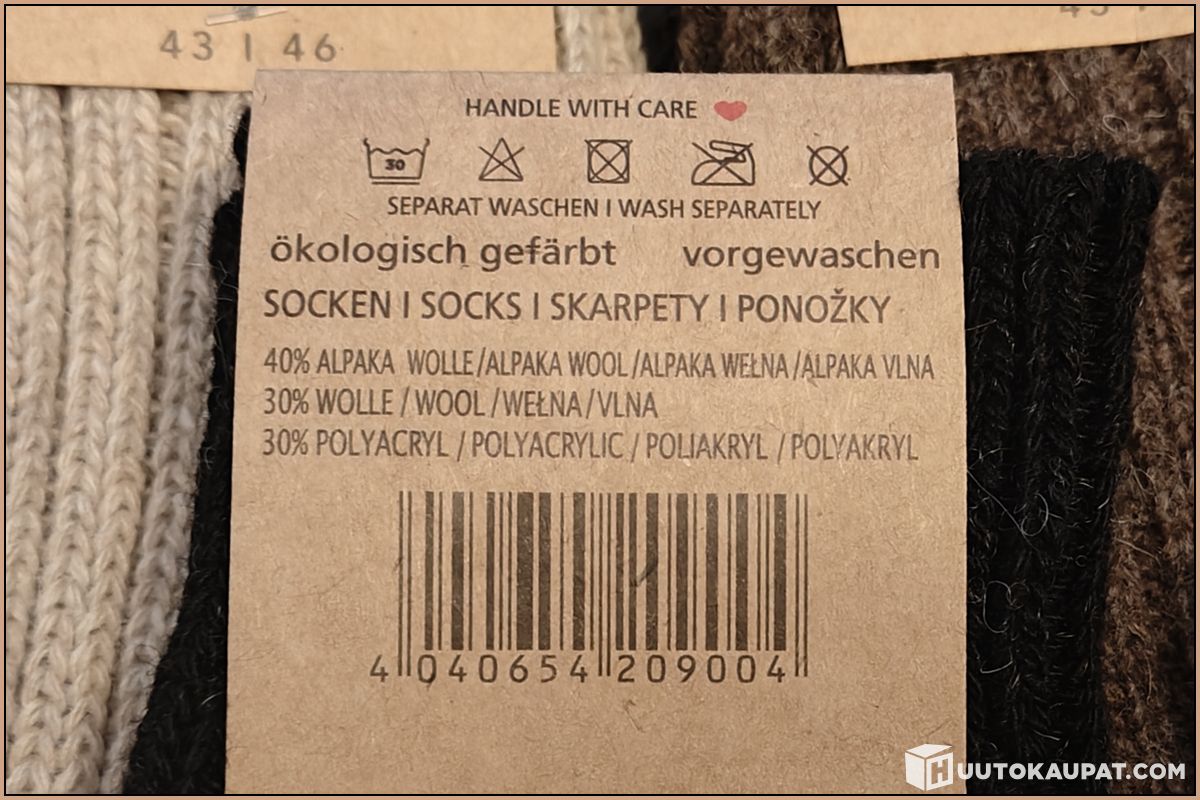 43 I 46
HANDLE WITH CARE
30
SEPARAT WASCHEN I WASH SEPARATELY
ökologisch gefärbt vorgewaschen
SOCKEN I SOCKS I SKARPETY I PONOŽKY
40% ALPAKA WOLLE/ALPAKA WOOL/ALPAKA WEŁNA/ALPAKA VLNA
30% WOLLE/WOOL/WEŁNA/VLNA
30% POLYACRYL / POLYACRYLIC / POLIAKRYL / POLYAKRYL
4 040654 209004
HUUTOKAUPAT.COM